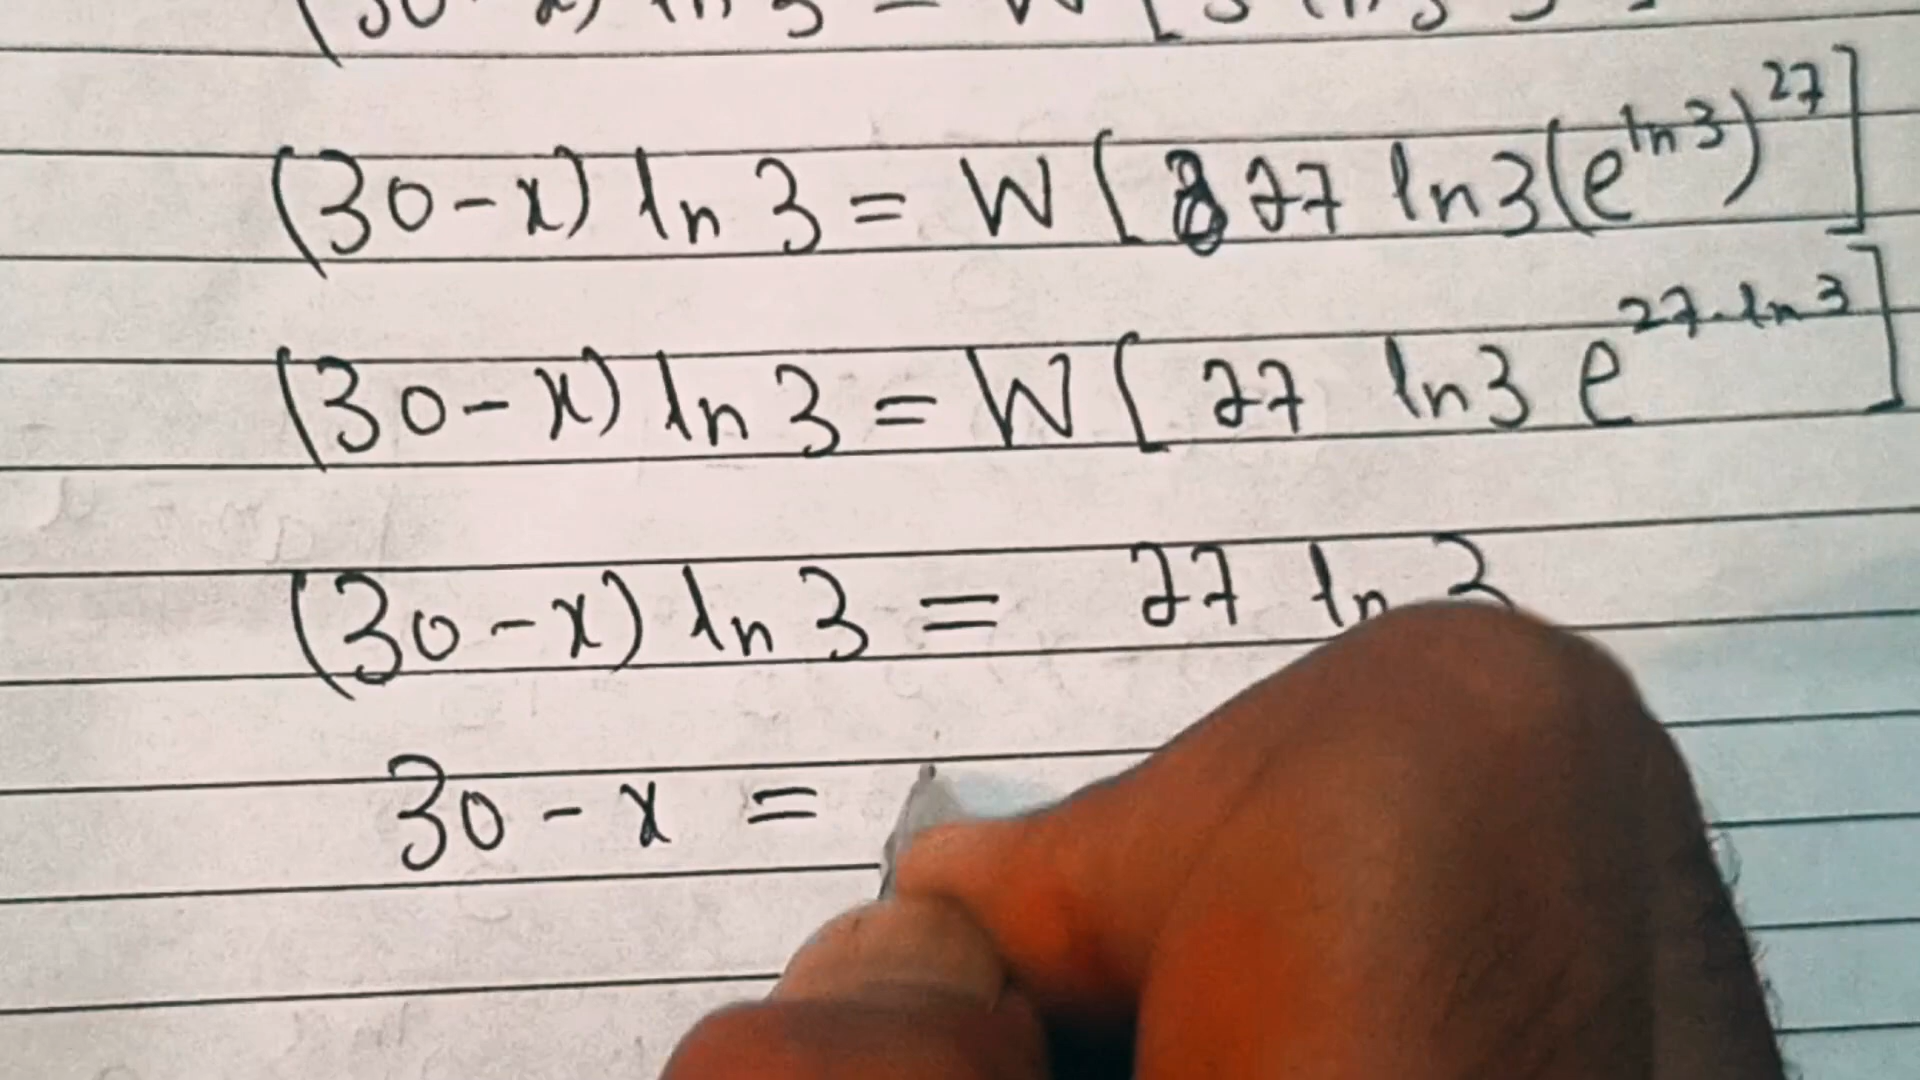 (30-x) ln 3 = W [ 27 ln3(e^ln3)^27]
(30-x) ln 3 = W [ 27 ln3 e^27.ln3]
(30-x) ln 3 = 27 ln 3
30-x =